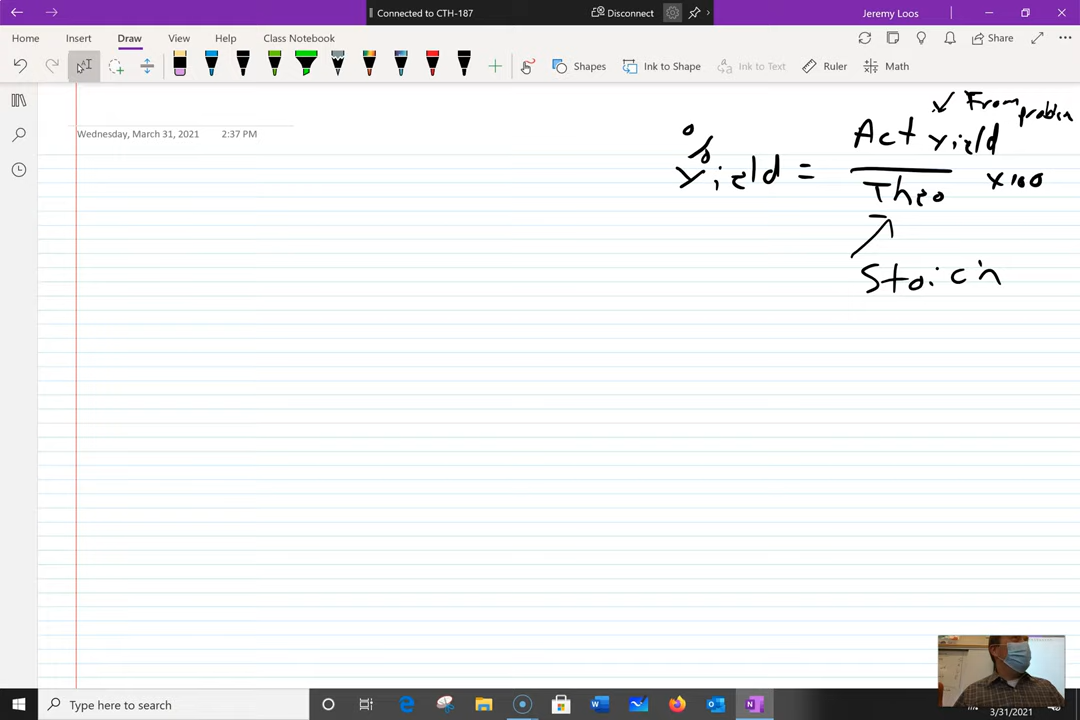 Connected to CTH-187
Disconnect
Jeremy Loos
Home Insert Draw View Help Class Notebook
Share
Shapes Ink to Shape Ink to Text Ruler Math
Wednesday, March 31, 2021 2:37 PM
From problem
%
yield = Act yield
Theo x100
Stoich
Type here to search
3/31/2021